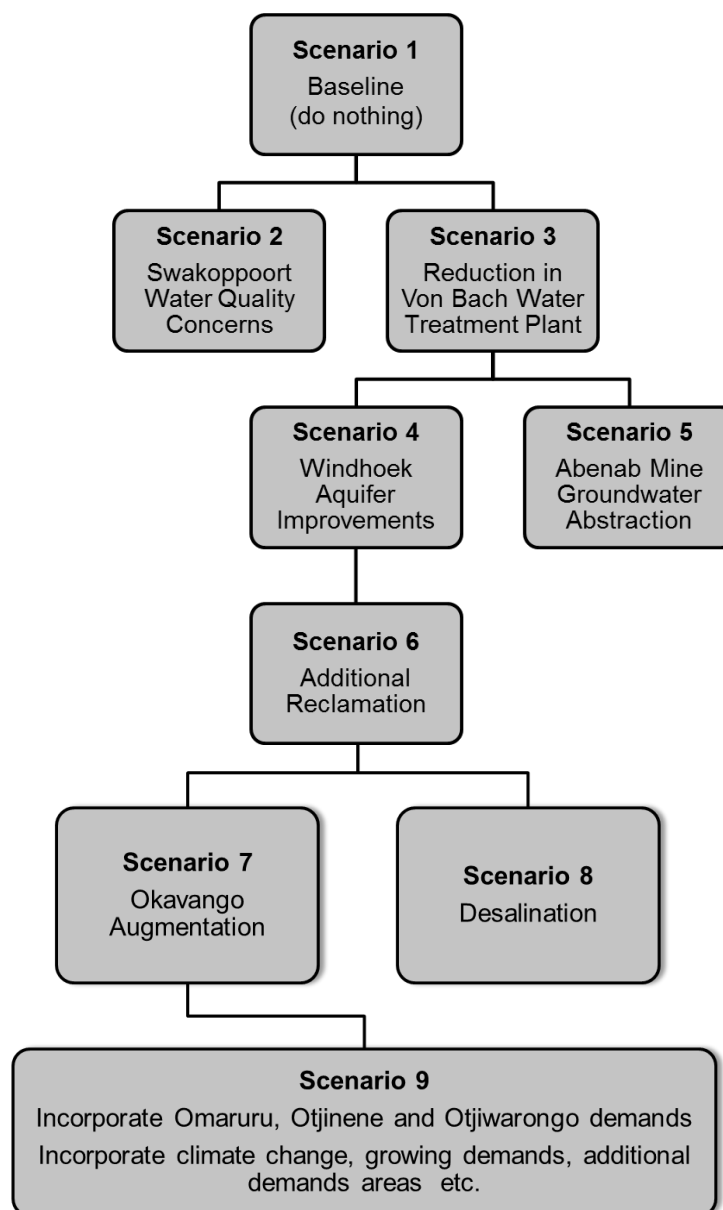 Scenario 1
Baseline
(do nothing)
Scenario 2
Swakoppoort
Water Quality
Concerns
Scenario 3
Reduction in
Von Bach Water
Treatment Plant
Scenario 4
Windhoek
Aquifer
Improvements
Scenario 5
Abenab Mine
Groundwater
Abstraction
Scenario 6
Additional
Reclamation
Scenario 7
Okavango
Augmentation
Scenario 8
Desalination
Scenario 9
Incorporate Omaruru, Otjinene and Otjiwarongo demands
Incorporate climate change, growing demands, additional
demands areas etc.